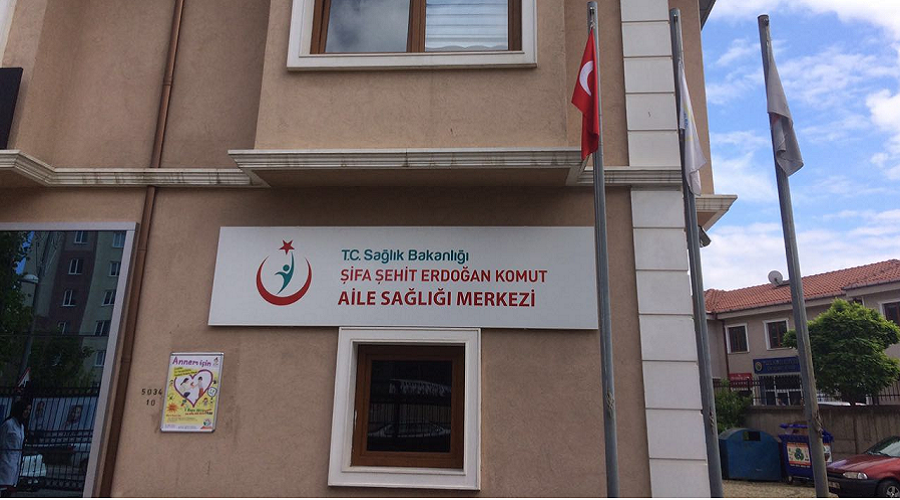 T.C. Sağlık Bakanlığı
ŞİFA ŞEHİT ERDOĞAN KOMUT
AİLE SAĞLIĞI MERKEZİ
Annem için
5034
10